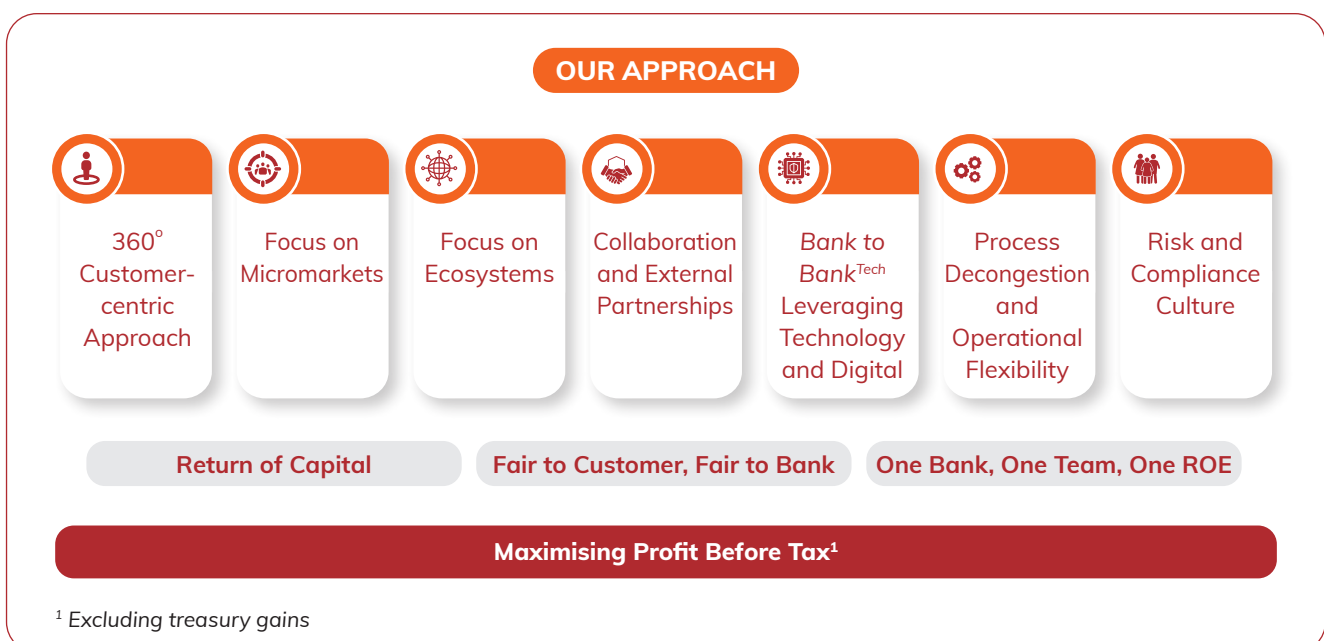 OUR APPROACH
360°
Customer-
centric
Approach
Focus on
Micromarkets
Focus on
Ecosystems
Collaboration
and External
Partnerships
Bank to
Bank^Tech
Leveraging
Technology
and Digital
Process
Decongestion
and
Operational
Flexibility
Risk and
Compliance
Culture
Return of Capital
Fair to Customer, Fair to Bank
One Bank, One Team, One ROE
Maximising Profit Before Tax¹
¹ Excluding treasury gains